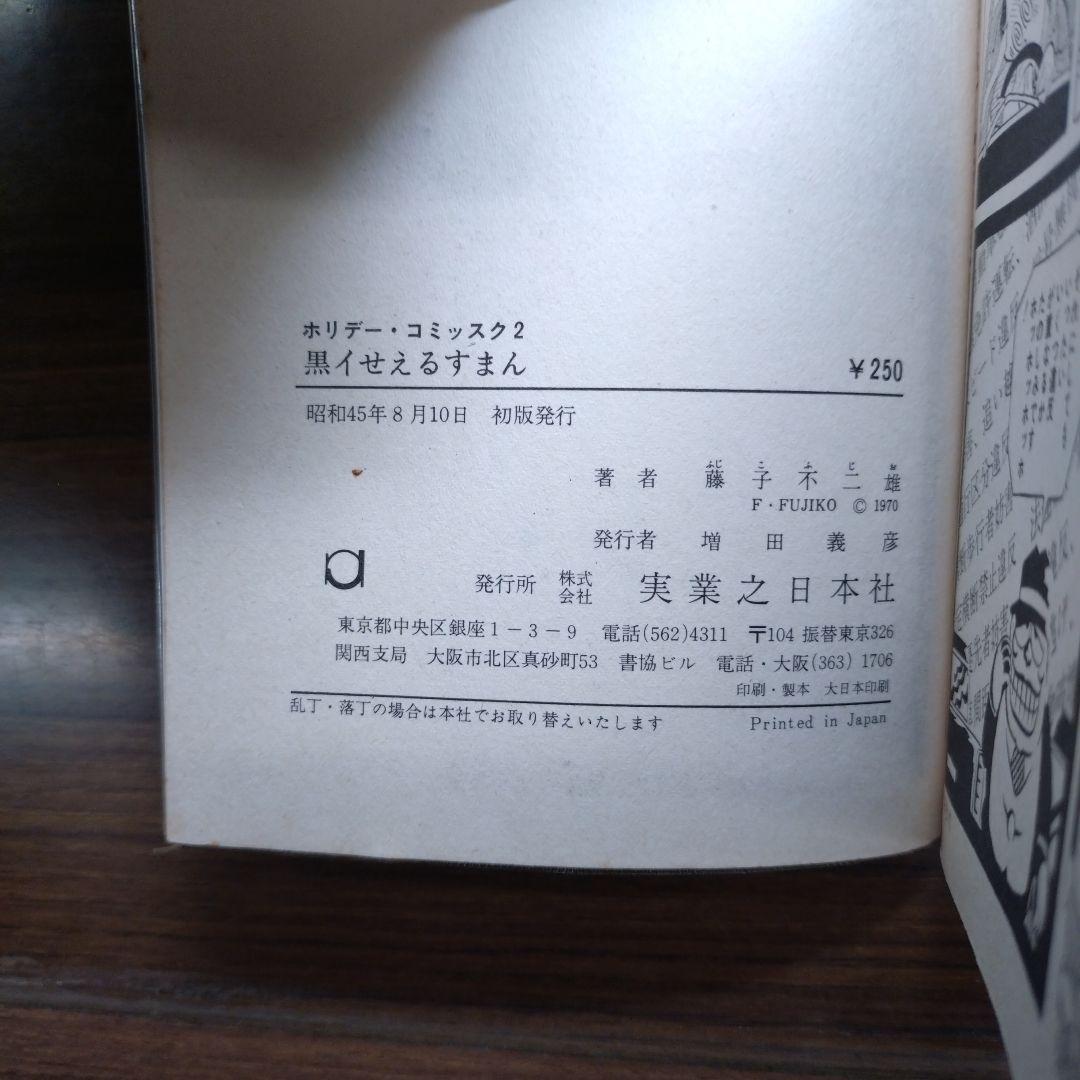 ホリデー・コミッスク2
黒イせえるすまん
￥250
昭和45年8月10日 初版発行
著者 藤子不二雄
ふじこふじお
F・FUJIKO © 1970
発行者 増田義彦
発行所 株式会社 実業之日本社
東京都中央区銀座1－3－9 電話(562)4311 〒104 振替東京326
関西支局 大阪市北区真砂町53 書協ビル 電話・大阪(363)1706
印刷・製本 大日本印刷
乱丁・落丁の場合は本社でお取り替えいたします
Printed in Japan